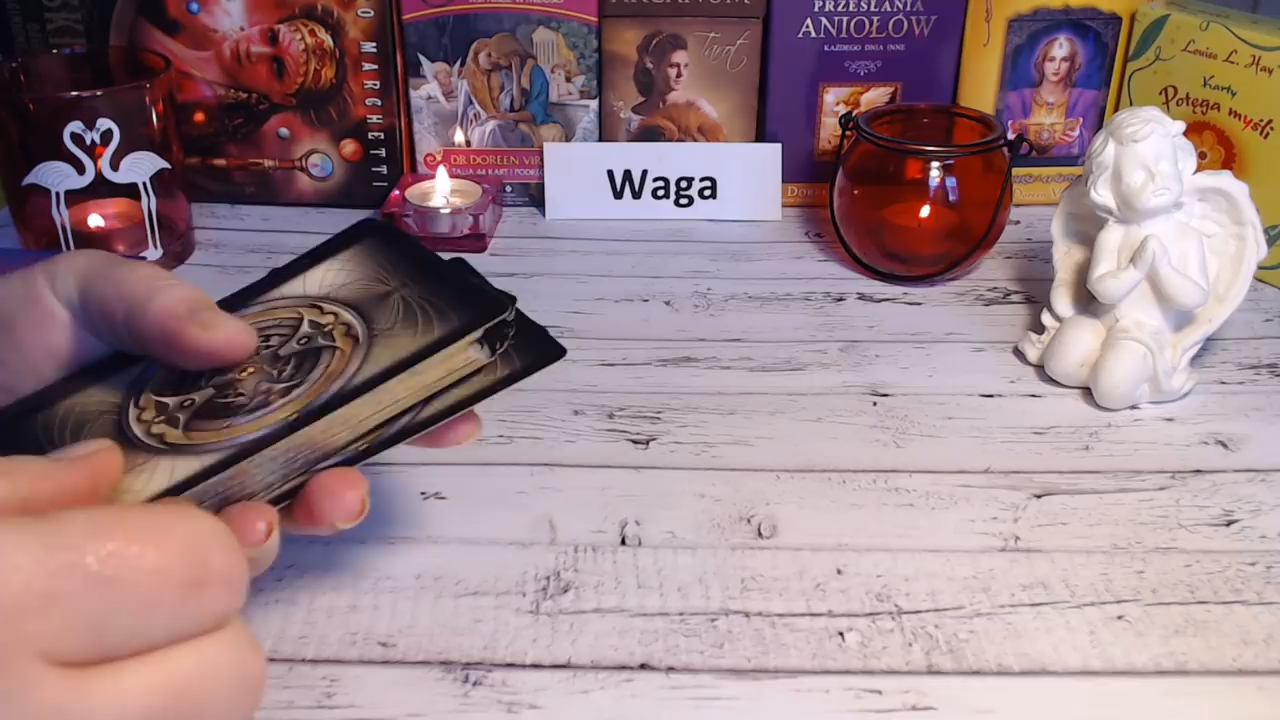 O MARCHETTI
DR DOREEN VIR
TALIA 44 KART I PODRĘ
ARCANUM
Tarot
Waga
PRZESŁANIA
ANIOŁÓW
KAŻDEGO DNIA INNE
Doreen
Louise L. Hay
Karty
Potęga myśli